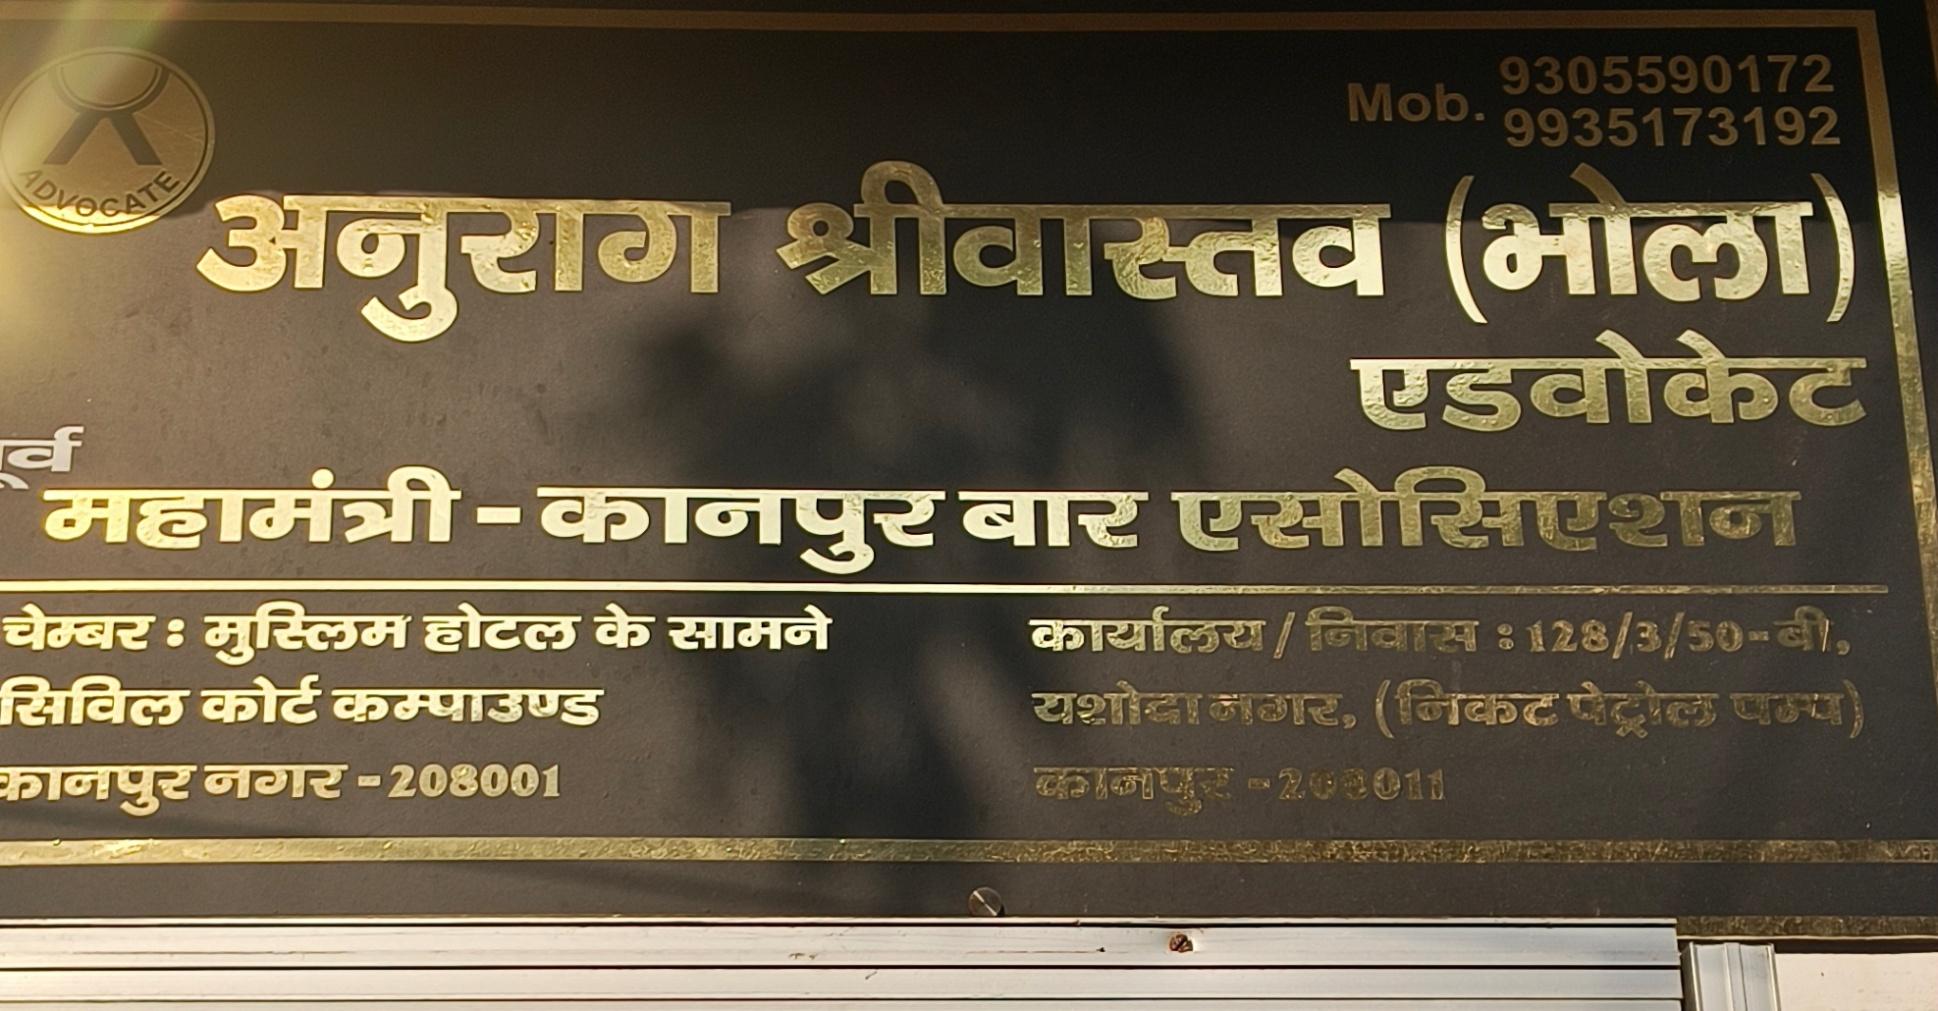 ADVOCATE
Mob. 9305590172
9935173192
अनुराग श्रीवास्तव (भोला)
एडवोकेट
महामंत्री - कानपुर बार एसोसिएशन
चेम्बर : मुस्लिम होटल के सामने
सिविल कोर्ट कम्पाउण्ड
कानपुर नगर - 208001
कार्यालय / निवास : 128/3/50-बी,
यशोदा नगर, (निकट पेट्रोल पम्प)
कानपुर - 208011